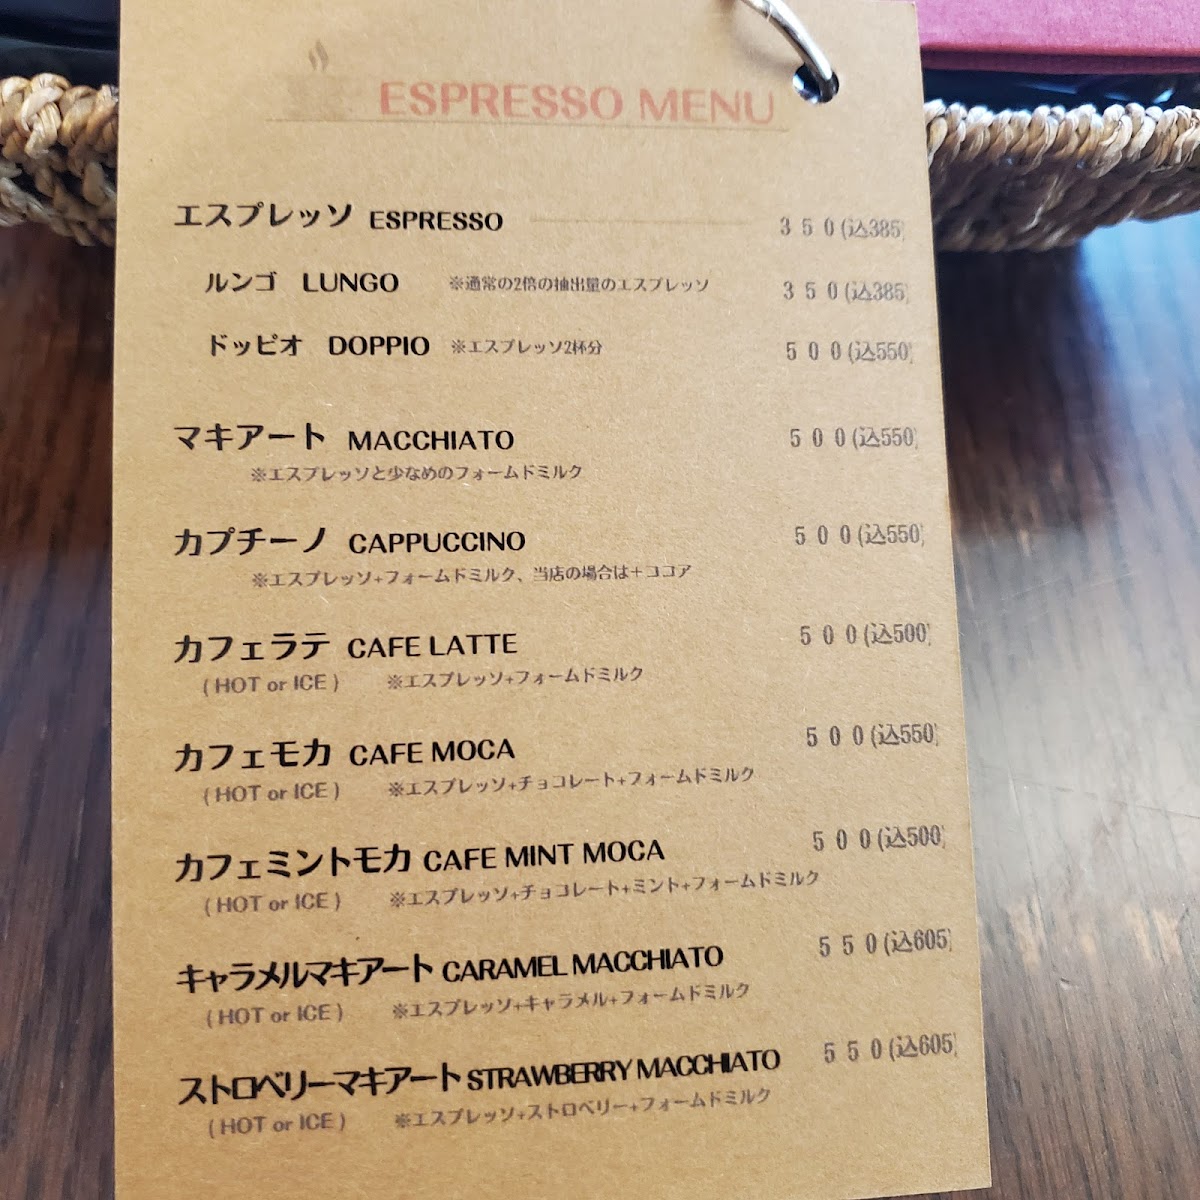 ESPRESSO MENU
エスプレッソ ESPRESSO 350(込385)
ルンゴ LUNGO ※通常の2倍の抽出量のエスプレッソ 350(込385)
ドッピオ DOPPIO ※エスプレッソ2杯分 500(込550)
マキアート MACCHIATO 500(込550)
※エスプレッソと少なめのフォームドミルク
カプチーノ CAPPUCCINO 500(込550)
※エスプレッソ+フォームドミルク、当店の場合は+ココア
カフェラテ CAFE LATTE 500(込500)
(HOT or ICE) ※エスプレッソ+フォームドミルク
カフェモカ CAFE MOCA 500(込550)
(HOT or ICE) ※エスプレッソ+チョコレート+フォームドミルク
カフェミントモカ CAFE MINT MOCA 500(込500)
(HOT or ICE) ※エスプレッソ+チョコレート+ミント+フォームドミルク
キャラメルマキアート CARAMEL MACCHIATO 550(込605)
(HOT or ICE) ※エスプレッソ+キャラメル+フォームドミルク
ストロベリーマキアート STRAWBERRY MACCHIATO 550(込605)
(HOT or ICE) ※エスプレッソ+ストロベリー+フォームドミルク